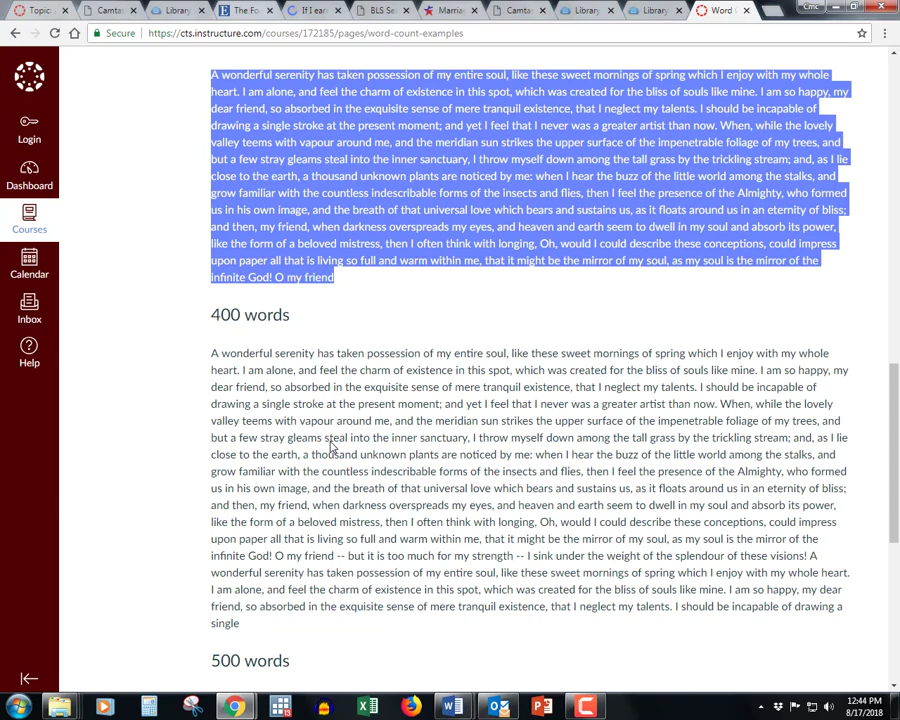 Topic
Camta
Library
The Fo
If I ear
BLS Se
Marria
Camta
Library
Library
Word C
Cmc
Secure
https://cts.instructure.com/courses/172185/pages/word-count-examples
Login
Dashboard
Courses
Calendar
Inbox
Help
A wonderful serenity has taken possession of my entire soul, like these sweet mornings of spring which I enjoy with my whole
heart. I am alone, and feel the charm of existence in this spot, which was created for the bliss of souls like mine. I am so happy, my
dear friend, so absorbed in the exquisite sense of mere tranquil existence, that I neglect my talents. I should be incapable of
drawing a single stroke at the present moment; and yet I feel that I never was a greater artist than now. When, while the lovely
valley teems with vapour around me, and the meridian sun strikes the upper surface of the impenetrable foliage of my trees, and
but a few stray gleams steal into the inner sanctuary, I throw myself down among the tall grass by the trickling stream; and, as I lie
close to the earth, a thousand unknown plants are noticed by me: when I hear the buzz of the little world among the stalks, and
grow familiar with the countless indescribable forms of the insects and flies, then I feel the presence of the Almighty, who formed
us in his own image, and the breath of that universal love which bears and sustains us, as it floats around us in an eternity of bliss;
and then, my friend, when darkness overspreads my eyes, and heaven and earth seem to dwell in my soul and absorb its power,
like the form of a beloved mistress, then I often think with longing, Oh, would I could describe these conceptions, could impress
upon paper all that is living so full and warm within me, that it might be the mirror of my soul, as my soul is the mirror of the
infinite God! O my friend
400 words
A wonderful serenity has taken possession of my entire soul, like these sweet mornings of spring which I enjoy with my whole
heart. I am alone, and feel the charm of existence in this spot, which was created for the bliss of souls like mine. I am so happy, my
dear friend, so absorbed in the exquisite sense of mere tranquil existence, that I neglect my talents. I should be incapable of
drawing a single stroke at the present moment; and yet I feel that I never was a greater artist than now. When, while the lovely
valley teems with vapour around me, and the meridian sun strikes the upper surface of the impenetrable foliage of my trees, and
but a few stray gleams steal into the inner sanctuary, I throw myself down among the tall grass by the trickling stream; and, as I lie
close to the earth, a thousand unknown plants are noticed by me: when I hear the buzz of the little world among the stalks, and
grow familiar with the countless indescribable forms of the insects and flies, then I feel the presence of the Almighty, who formed
us in his own image, and the breath of that universal love which bears and sustains us, as it floats around us in an eternity of bliss;
and then, my friend, when darkness overspreads my eyes, and heaven and earth seem to dwell in my soul and absorb its power,
like the form of a beloved mistress, then I often think with longing, Oh, would I could describe these conceptions, could impress
upon paper all that is living so full and warm within me, that it might be the mirror of my soul, as my soul is the mirror of the
infinite God! O my friend -- but it is too much for my strength -- I sink under the weight of the splendour of these visions! A
wonderful serenity has taken possession of my entire soul, like these sweet mornings of spring which I enjoy with my whole heart.
I am alone, and feel the charm of existence in this spot, which was created for the bliss of souls like mine. I am so happy, my dear
friend, so absorbed in the exquisite sense of mere tranquil existence, that I neglect my talents. I should be incapable of drawing a
single
500 words
12:44 PM
8/17/2018